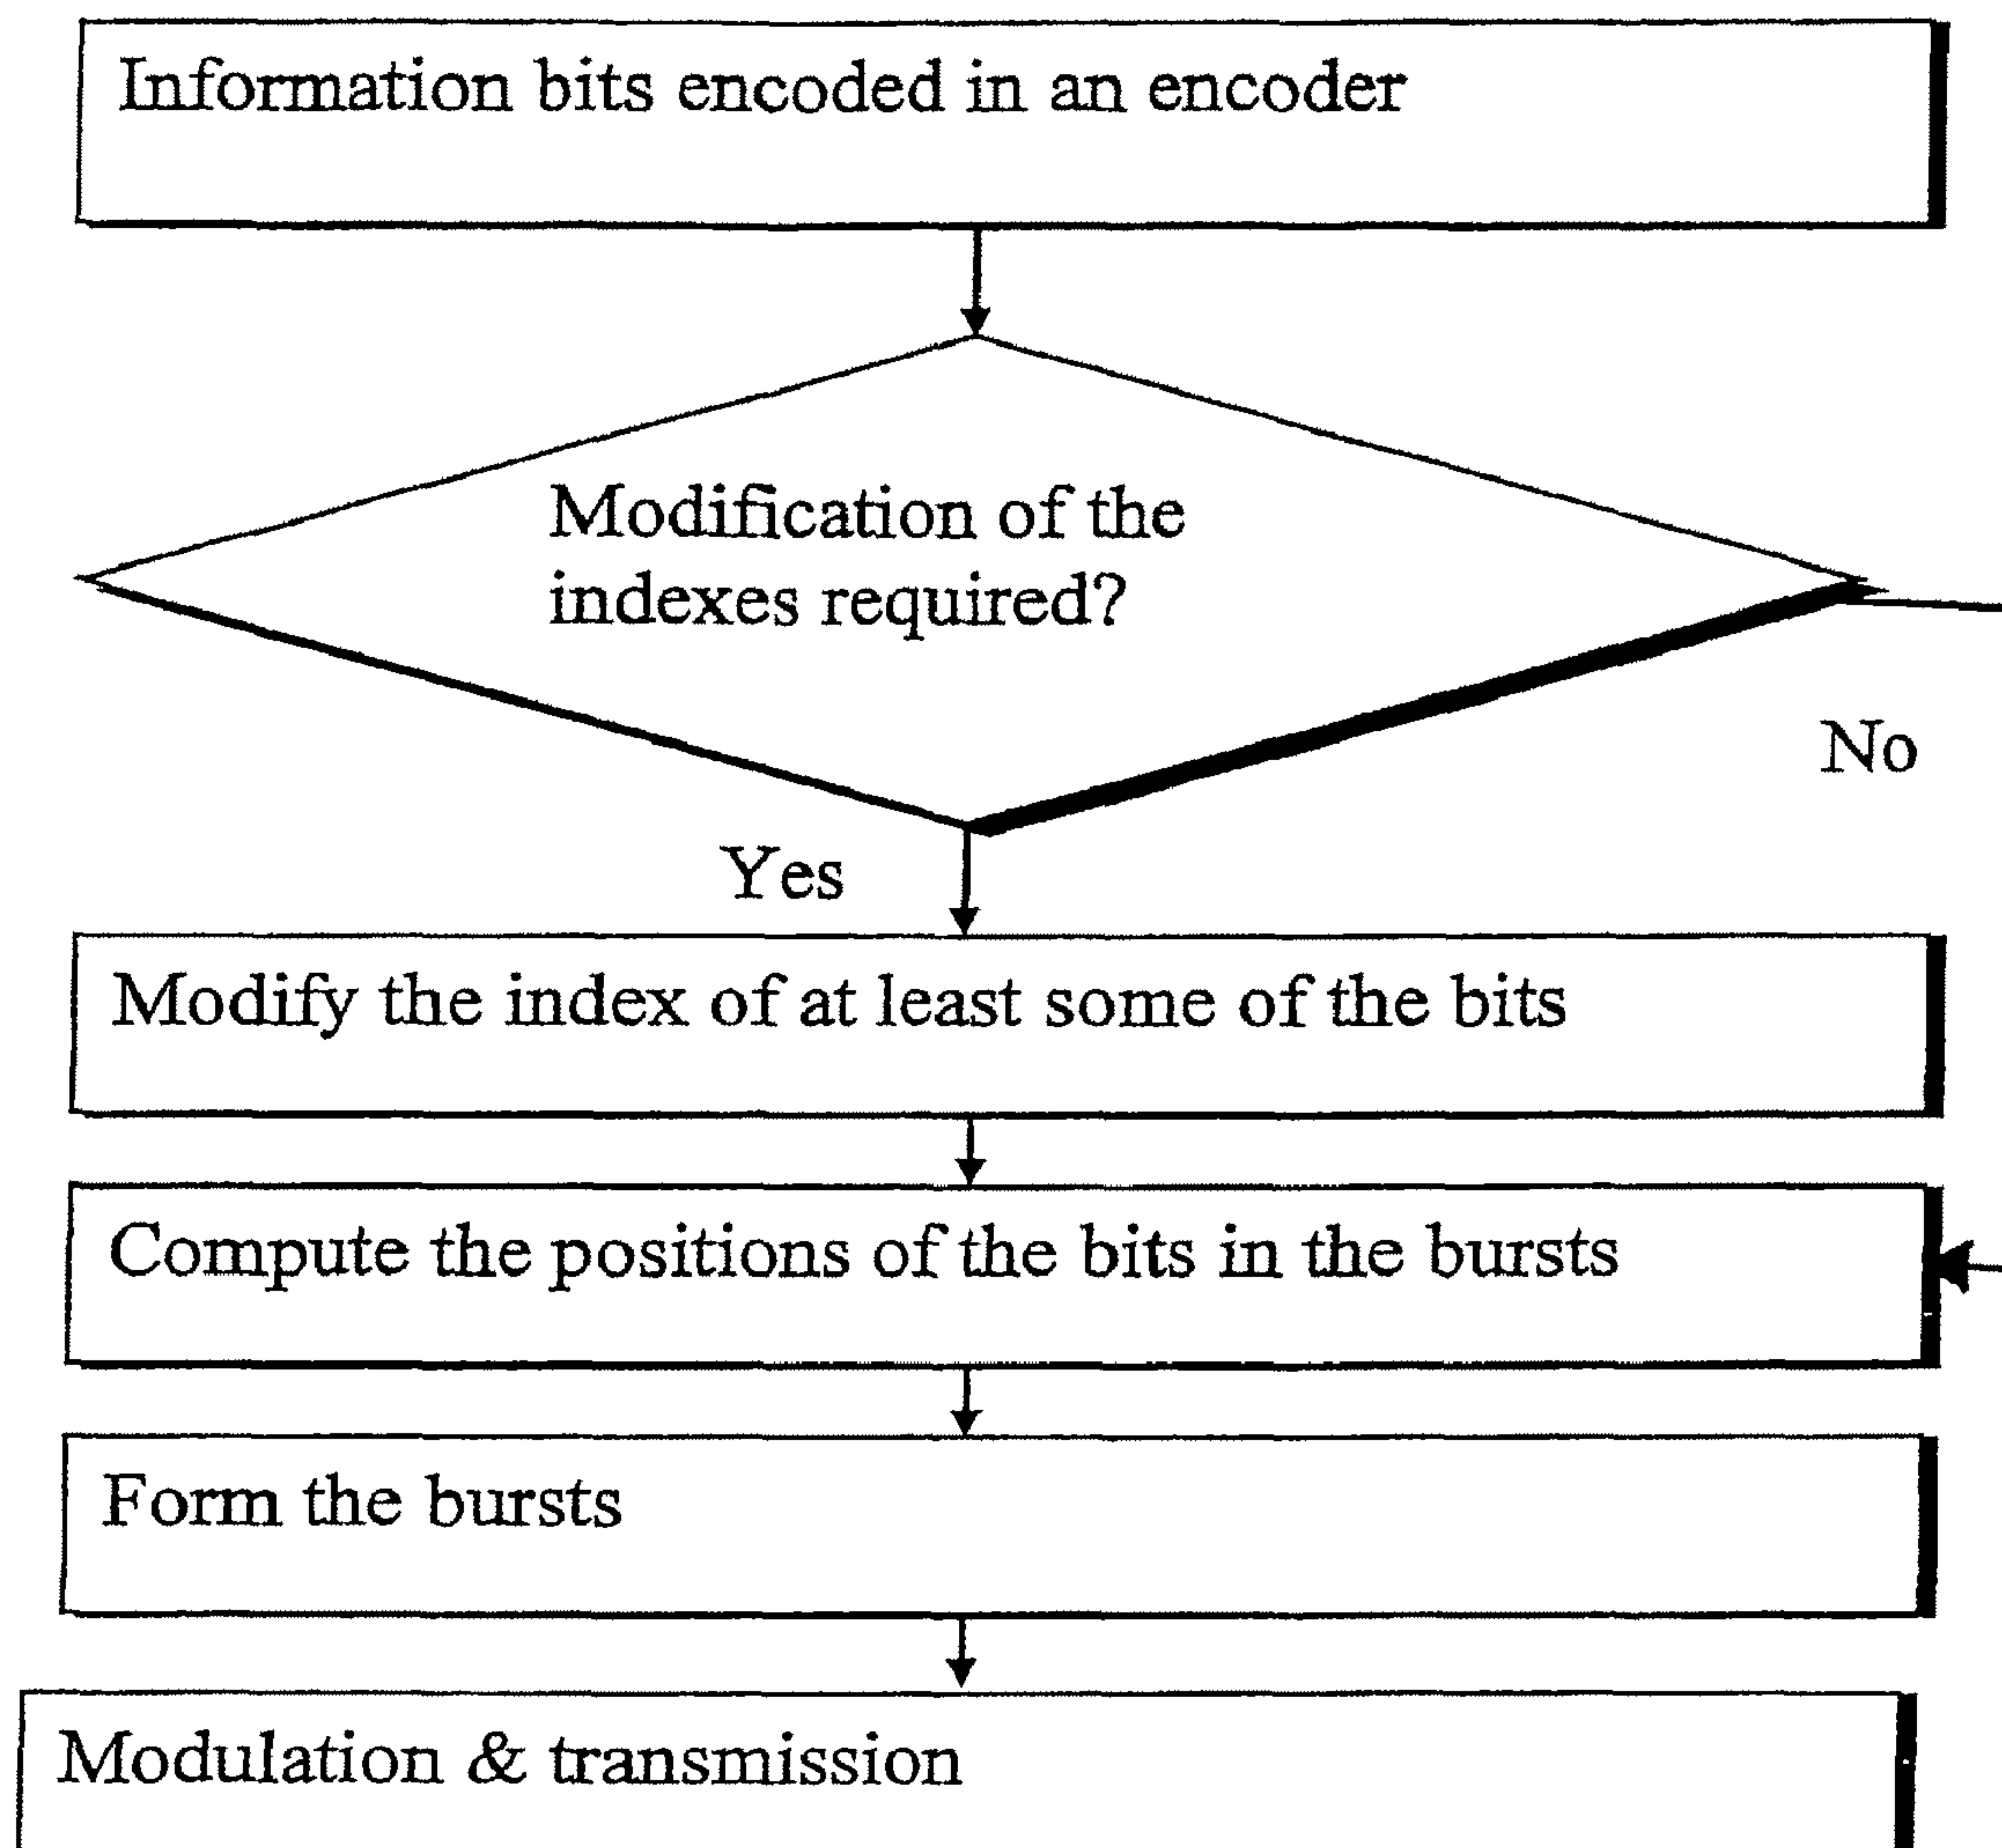 Information bits encoded in an encoder
Modification of the
indexes required?
No
Yes
Modify the index of at least some of the bits
Compute the positions of the bits in the bursts
Form the bursts
Modulation & transmission